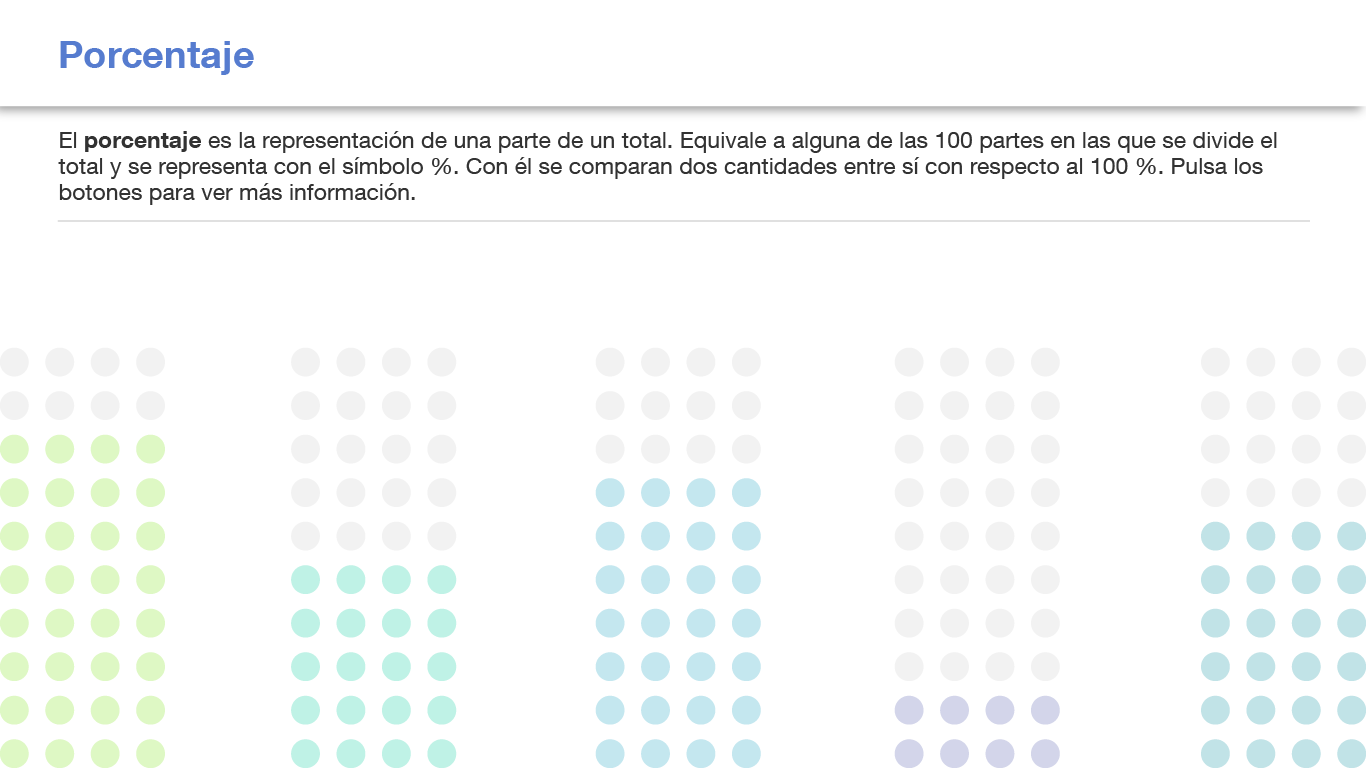 Porcentaje
El porcentaje es la representación de una parte de un total. Equivale a alguna de las 100 partes en las que se divide el
total y se representa con el símbolo %. Con él se comparan dos cantidades entre sí con respecto al 100 %. Pulsa los
botones para ver más información.